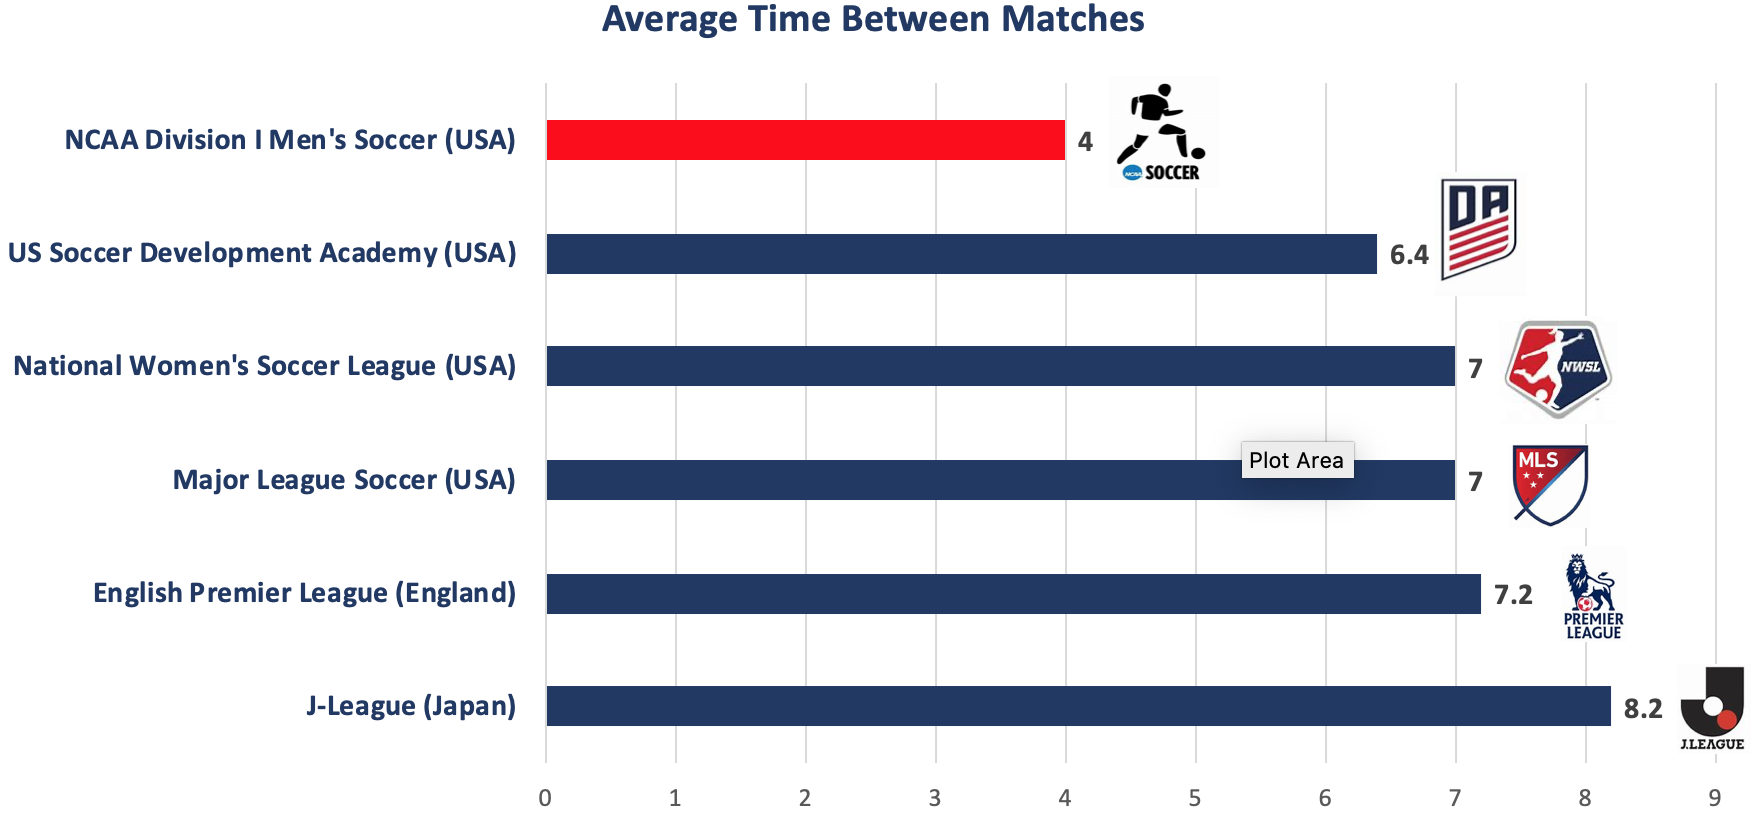 Average Time Between Matches
NCAA Division I Men's Soccer (USA)
4
NCAA SOCCER
US Soccer Development Academy (USA)
6.4
DA
National Women's Soccer League (USA)
7
NWSL
Major League Soccer (USA)
Plot Area
7
MLS
English Premier League (England)
7.2
PREMIER
LEAGUE
J-League (Japan)
8.2
J.LEAGUE
0 1 2 3 4 5 6 7 8 9